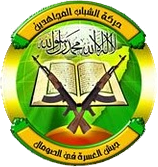 حركة الشباب المجاهدين
لا إله إلا الله محمد رسول الله
جيش العسرة في الصومال